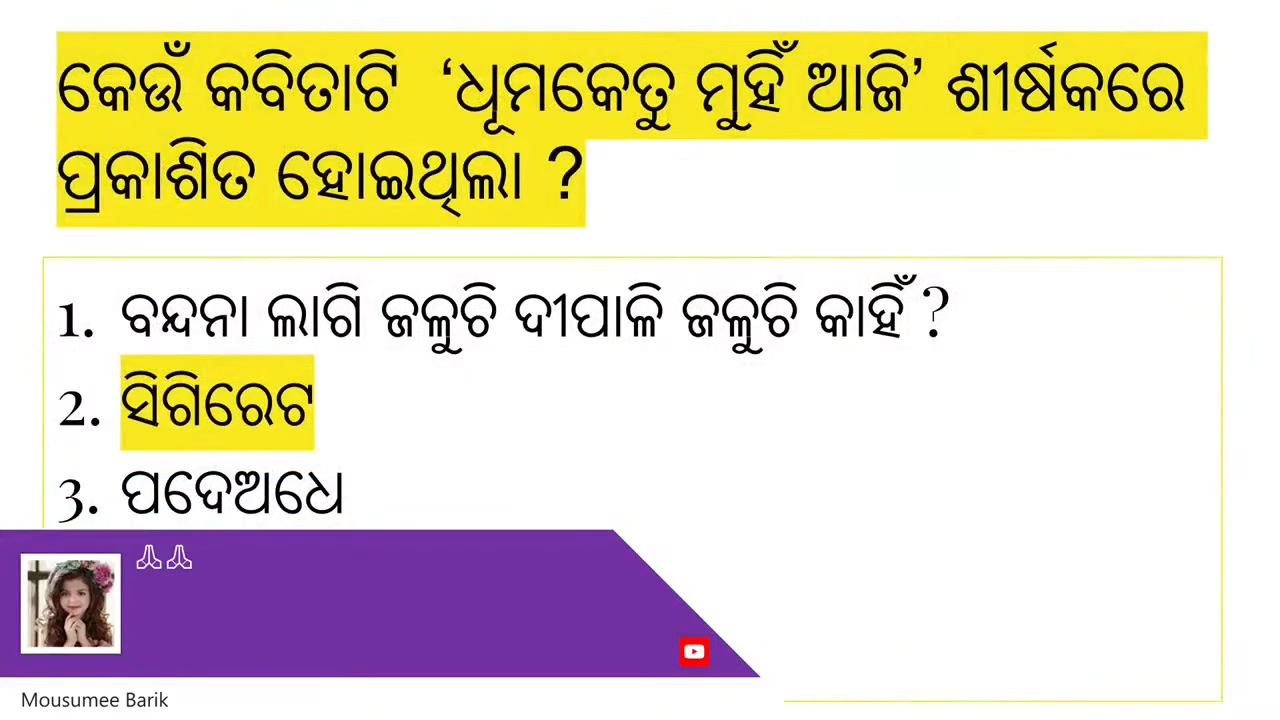 କେଉଁ କବିତାଟି ‘ଧୂମକେତୁ ମୁହିଁ ଆଜି’ ଶୀର୍ଷକରେ
ପ୍ରକାଶିତ ହୋଇଥିଲା ?
1. ବନ୍ଦନା ଲାଗି ଜଳୁଚି ଦୀପାଳି ଜଳୁଚି କାହିଁ ?
2. ସିଗିରେଟ
3. ପଦେଅଧେ
Mousumee Barik